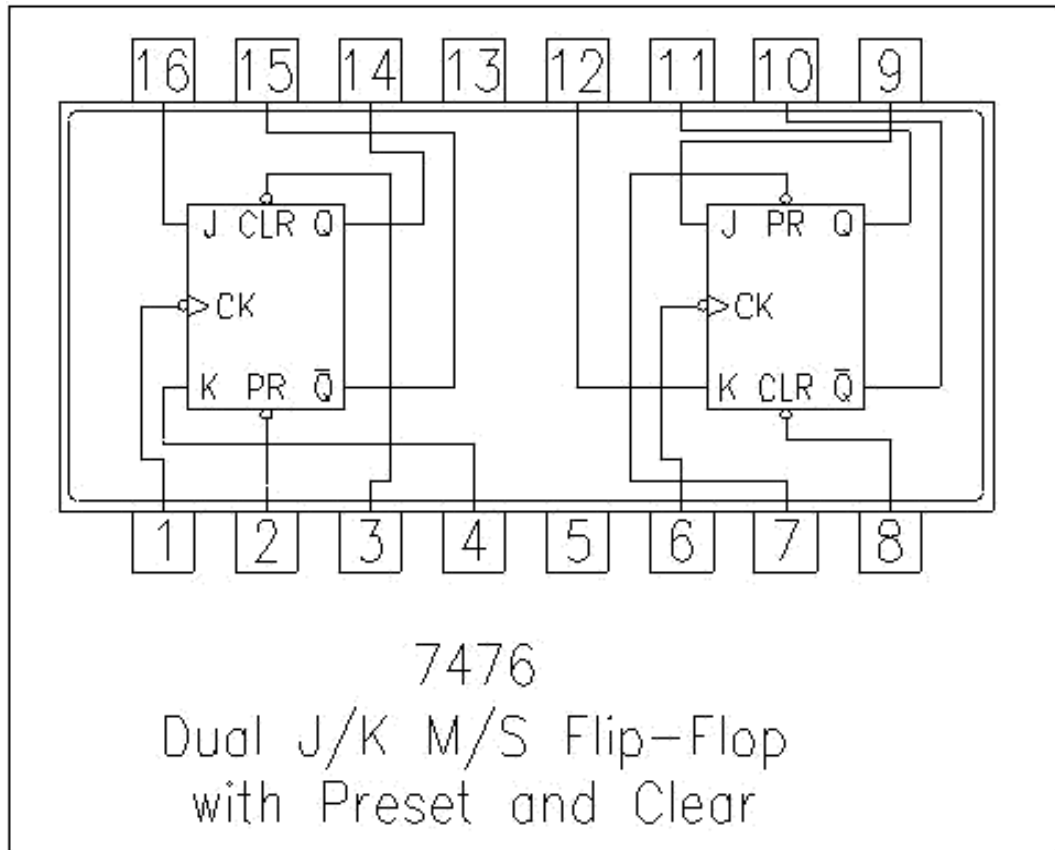 16 15 14 13 12 11 10 9
J CLR Q J PR Q
CK CK
K PR Q̅ K CLR Q̅
1 2 3 4 5 6 7 8
7476
Dual J/K M/S Flip-Flop
with Preset and Clear